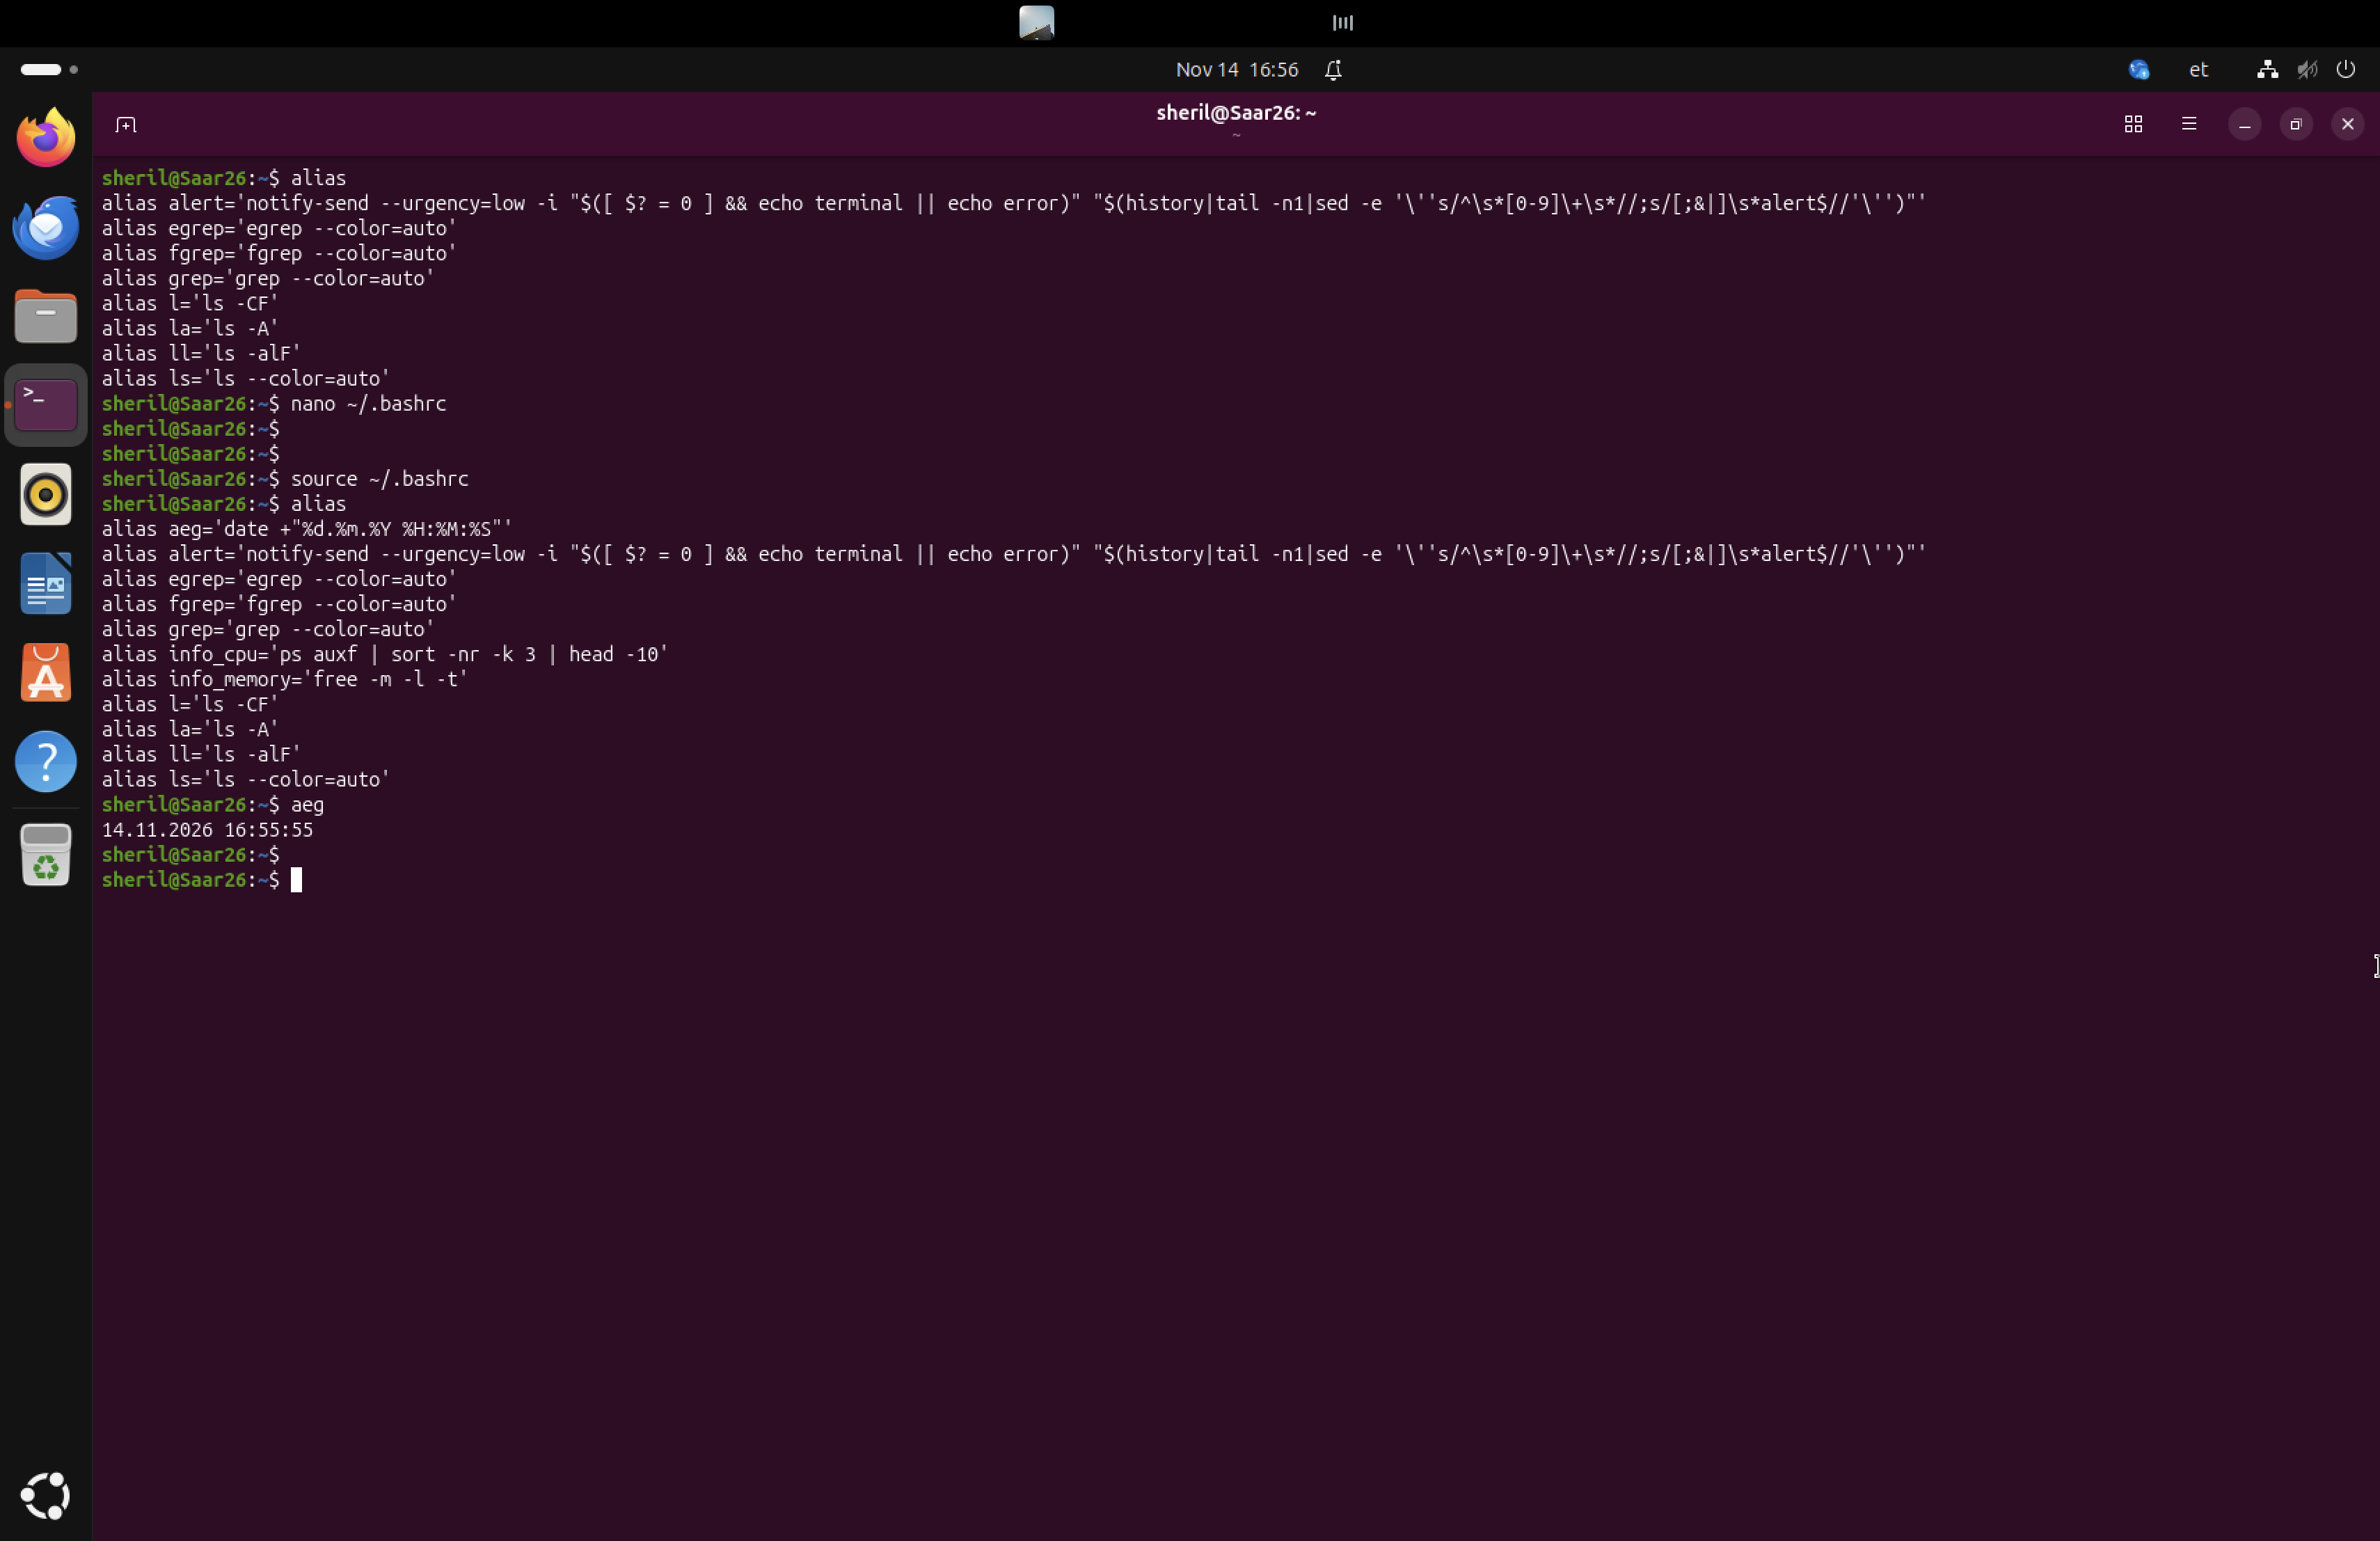 Nov 14 16:56
et
sheril@Saar26: ~
~
sheril@Saar26:~$ alias
alias alert='notify-send --urgency=low -i "$([ $? = 0 ] && echo terminal || echo error)" "$(history|tail -n1|sed -e '\''s/^\s*[0-9]\+\s*//;s/[;&|]\s*alert$//'\'')"'
alias egrep='egrep --color=auto'
alias fgrep='fgrep --color=auto'
alias grep='grep --color=auto'
alias l='ls -CF'
alias la='ls -A'
alias ll='ls -alF'
alias ls='ls --color=auto'
sheril@Saar26:~$ nano ~/.bashrc
sheril@Saar26:~$
sheril@Saar26:~$
sheril@Saar26:~$ source ~/.bashrc
sheril@Saar26:~$ alias
alias aeg='date +"%d.%m.%Y %H:%M:%S"'
alias alert='notify-send --urgency=low -i "$([ $? = 0 ] && echo terminal || echo error)" "$(history|tail -n1|sed -e '\''s/^\s*[0-9]\+\s*//;s/[;&|]\s*alert$//'\'')"'
alias egrep='egrep --color=auto'
alias fgrep='fgrep --color=auto'
alias grep='grep --color=auto'
alias info_cpu='ps auxf | sort -nr -k 3 | head -10'
alias info_memory='free -m -l -t'
alias l='ls -CF'
alias la='ls -A'
alias ll='ls -alF'
alias ls='ls --color=auto'
sheril@Saar26:~$ aeg
14.11.2026 16:55:55
sheril@Saar26:~$
sheril@Saar26:~$